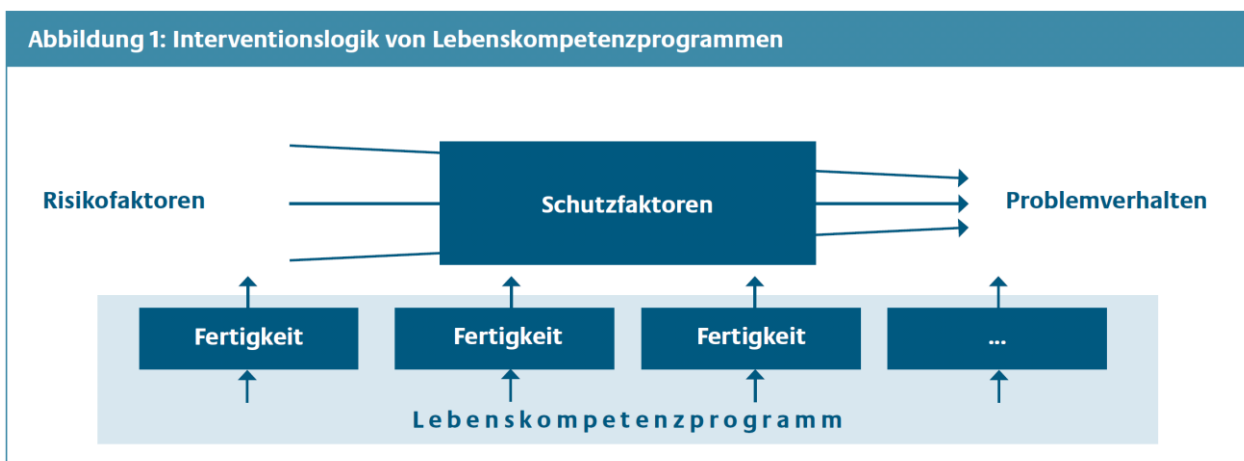 Abbildung 1: Interventionslogik von Lebenskompetenzprogrammen
Risikofaktoren
Schutzfaktoren
Problemverhalten
Fertigkeit
Fertigkeit
Fertigkeit
...
Lebenskompetenzprogramm